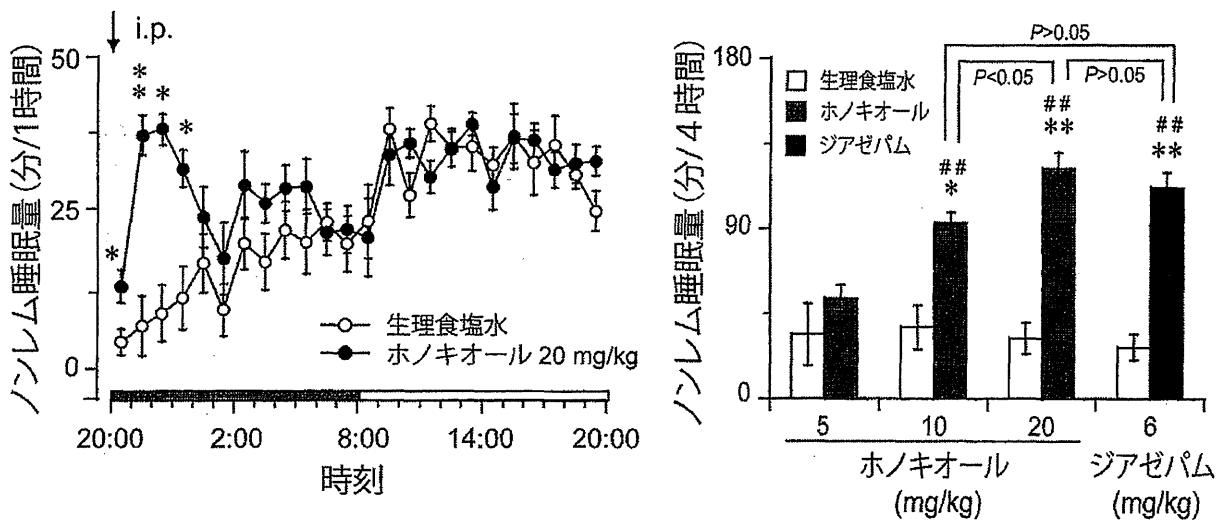 i.p.
ノンレム睡眠量(分/1時間)
50
25
0
**
*
*
*
生理食塩水
ホノキオール 20 mg/kg
20:00
2:00
8:00
14:00
20:00
時刻
ノンレム睡眠量(分/4時間)
180
90
0
生理食塩水
ホノキオール
ジアゼパム
P>0.05
P<0.05
P>0.05
##
*
##
**
##
**
5
10
20
6
ホノキオール
(mg/kg)
ジアゼパム
(mg/kg)